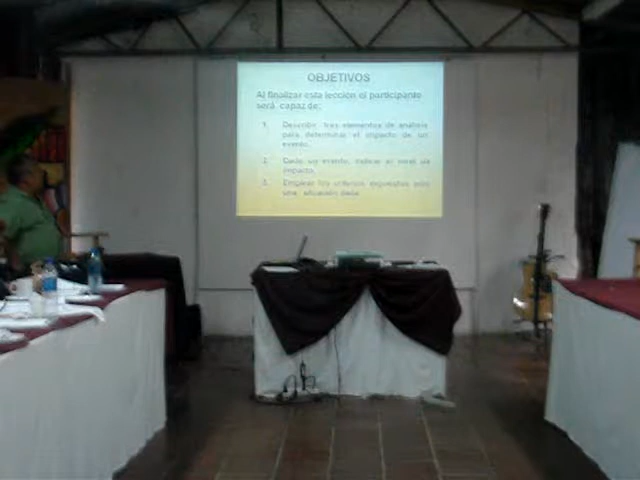 OBJETIVOS
Al finalizar esta lección el participante
será capaz de:
1. Describir tres elementos de análisis
para determinar el impacto de un
evento.
2. Dado un evento, indicar el nivel de
impacto.
3. Emplear los criterios expuestos
una situación dada.